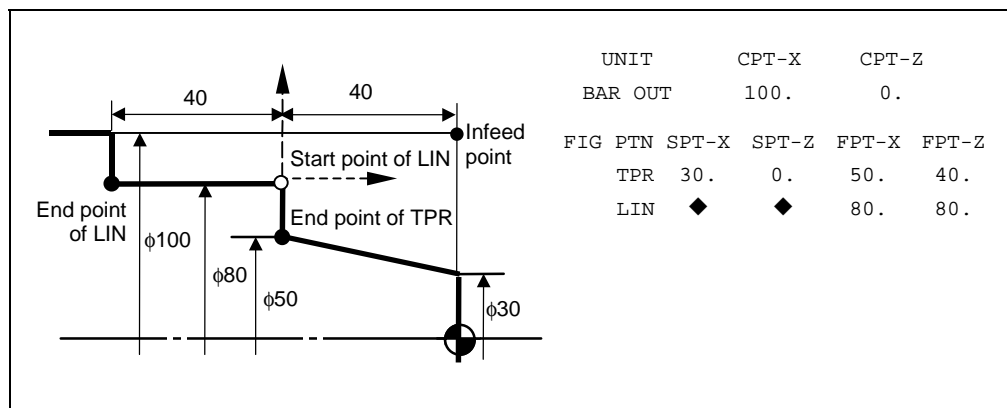 40 40
Infeed point
Start point of LIN
End point of LIN
End point of TPR
φ100
φ80
φ50
φ30
UNIT CPT-X CPT-Z
BAR OUT 100. 0.
FIG PTN SPT-X SPT-Z FPT-X FPT-Z
TPR 30. 0. 50. 40.
LIN ◆ ◆ 80. 80.